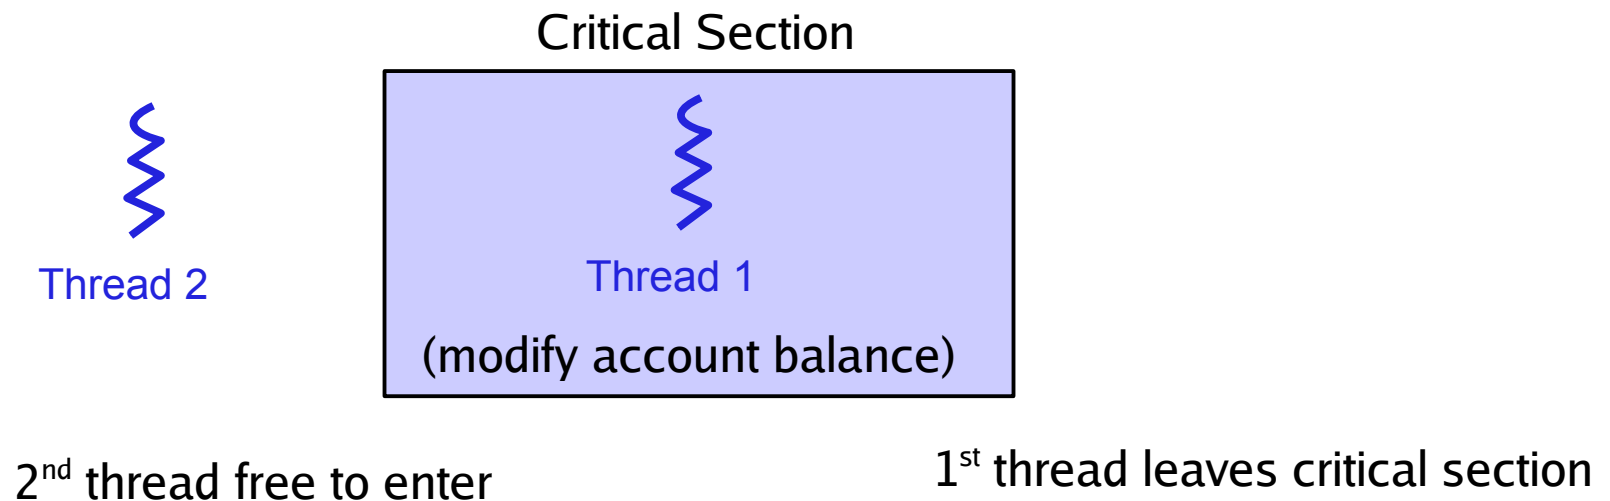 Critical Section
Thread 2
Thread 1
(modify account balance)
2nd thread free to enter
1st thread leaves critical section